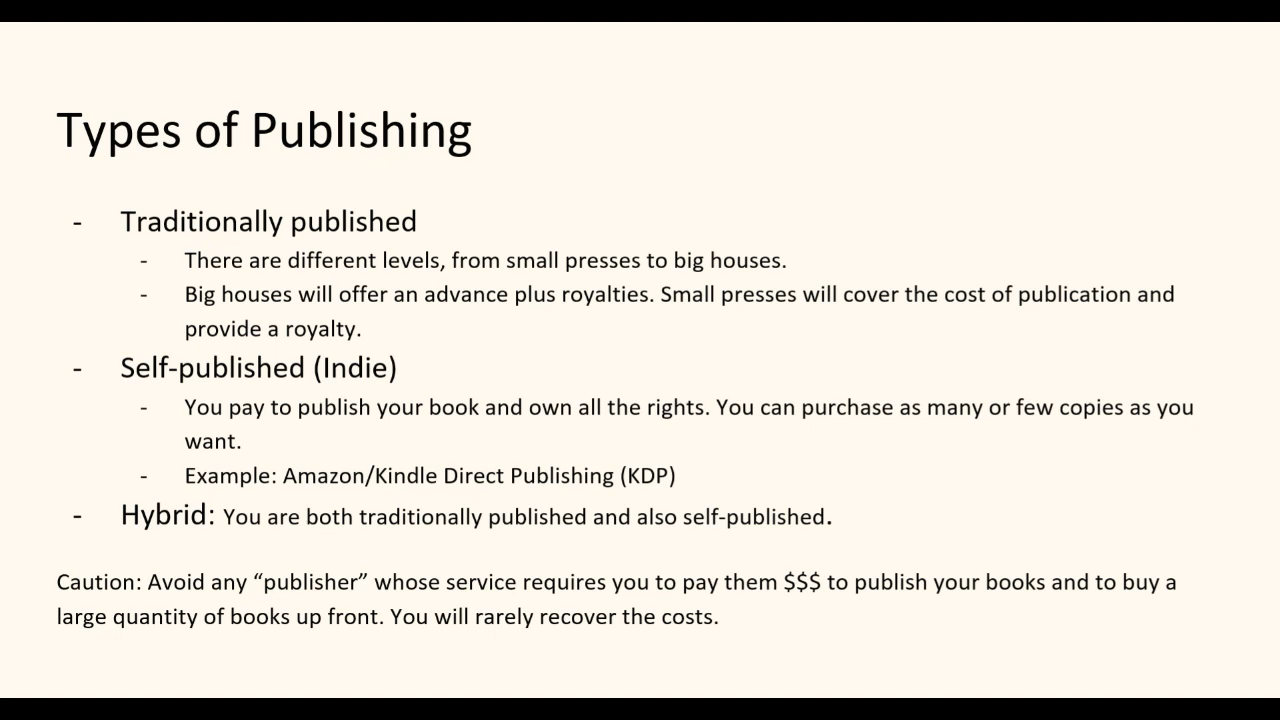 Types of Publishing
- Traditionally published
- There are different levels, from small presses to big houses.
- Big houses will offer an advance plus royalties. Small presses will cover the cost of publication and
provide a royalty.
- Self-published (Indie)
- You pay to publish your book and own all the rights. You can purchase as many or few copies as you
want.
- Example: Amazon/Kindle Direct Publishing (KDP)
- Hybrid: You are both traditionally published and also self-published.
Caution: Avoid any “publisher” whose service requires you to pay them $$$ to publish your books and to buy a
large quantity of books up front. You will rarely recover the costs.